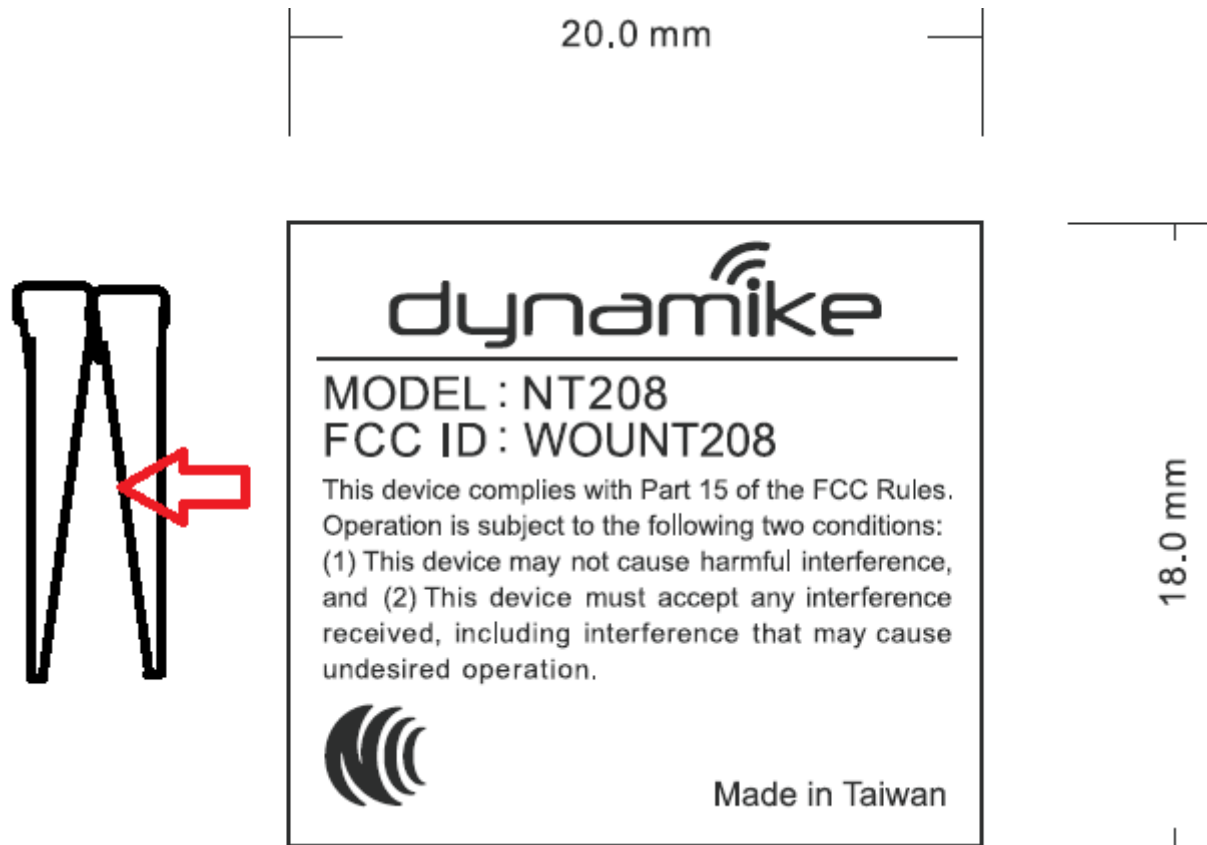 20.0 mm
dynamike
MODEL : NT208
FCC ID : WOUNT208
This device complies with Part 15 of the FCC Rules.
Operation is subject to the following two conditions:
(1) This device may not cause harmful interference,
and (2) This device must accept any interference
received, including interference that may cause
undesired operation.
Made in Taiwan
18.0 mm